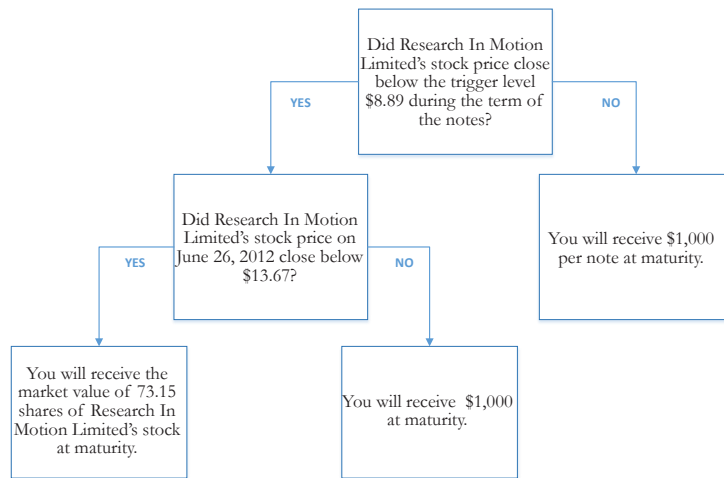 Did Research In Motion
Limited's stock price close
below the trigger level
$8.89 during the term of
the notes?
YES
NO
Did Research In Motion
Limited's stock price on
June 26, 2012 close below
$13.67?
You will receive $1,000
per note at maturity.
YES
NO
You will receive the
market value of 73.15
shares of Research In
Motion Limited's stock
at maturity.
You will receive $1,000
at maturity.